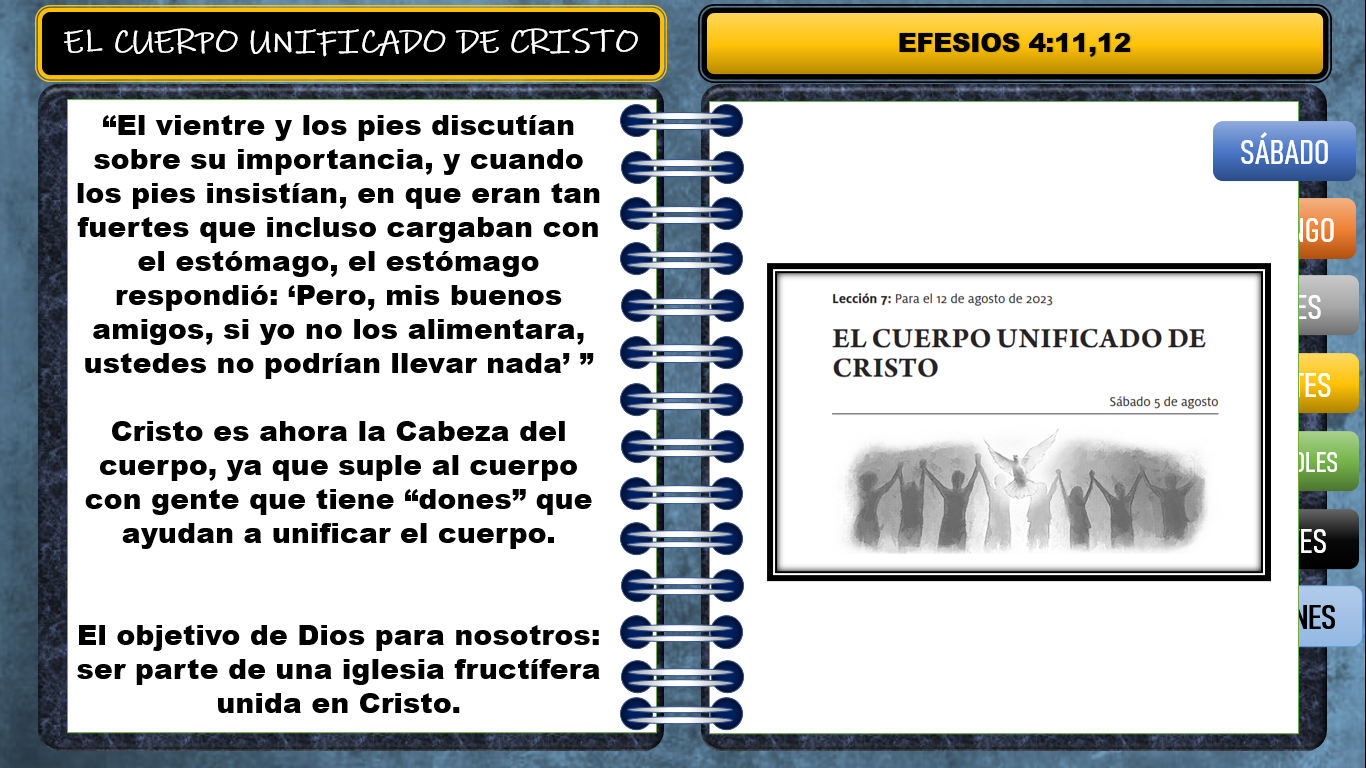 EL CUERPO UNIFICADO DE CRISTO
“El vientre y los pies discutían
sobre su importancia, y cuando
los pies insistían, en que eran tan
fuertes que incluso cargaban con
el estómago, el estómago
respondió: ‘Pero, mis buenos
amigos, si yo no los alimentara,
ustedes no podrían llevar nada’ ”
Cristo es ahora la Cabeza del
cuerpo, ya que suple al cuerpo
con gente que tiene “dones” que
ayudan a unificar el cuerpo.
El objetivo de Dios para nosotros:
ser parte de una iglesia fructífera
unida en Cristo.
EFESIOS 4:11,12
Lección 7: Para el 12 de agosto de 2023
EL CUERPO UNIFICADO DE
CRISTO
Sábado 5 de agosto
SÁBADO
NGO
ES
TES
OLES
ES
NES